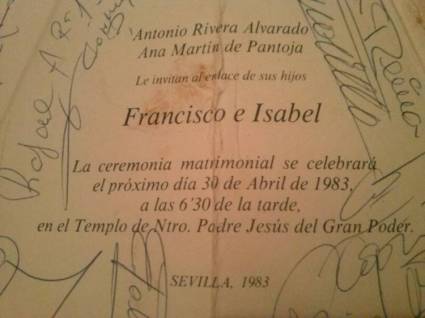 Antonio Rivera Alvarado
Ana Martín de Pantoja
Le invitan al enlace de sus hijos
Francisco e Isabel
La ceremonia matrimonial se celebrará
el próximo día 30 de Abril de 1983,
a las 6'30 de la tarde,
en el Templo de Ntro. Padre Jesús del Gran Poder.
SEVILLA, 1983
Rafael